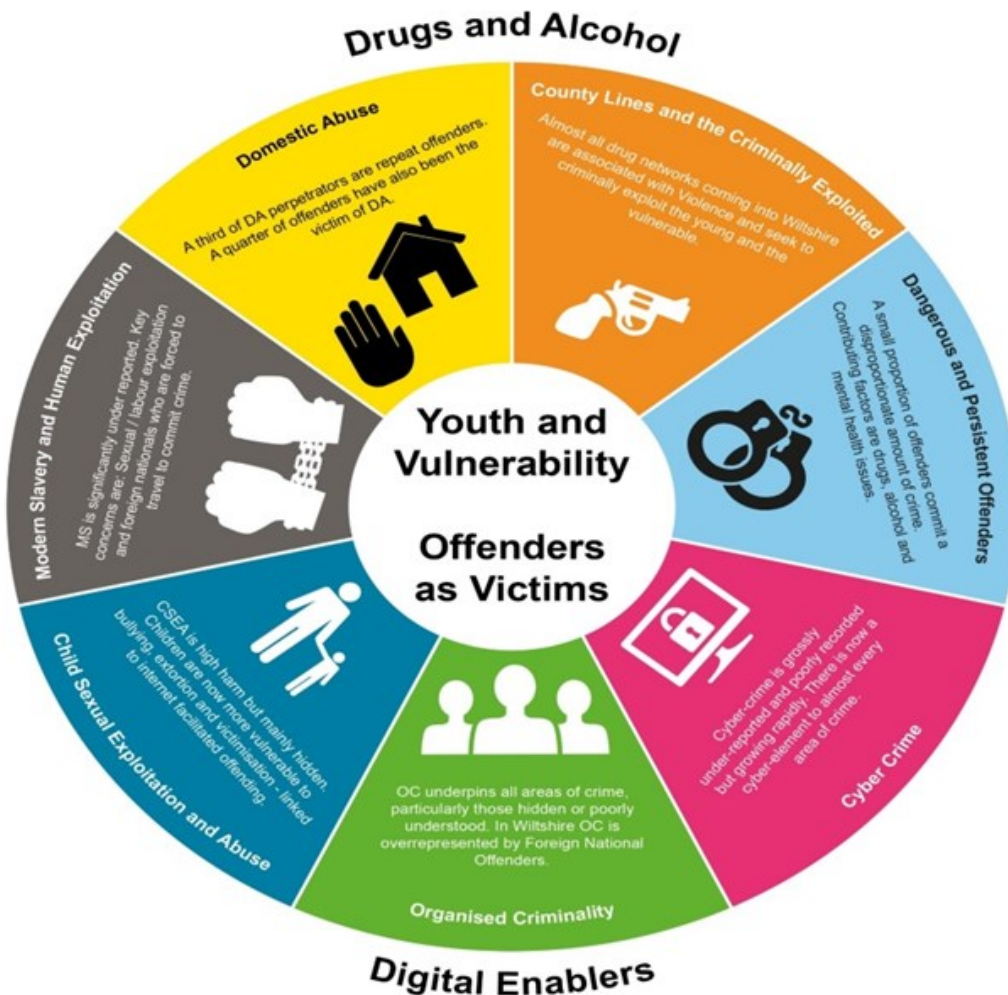 Drugs and Alcohol
Domestic Abuse
A third of DA perpetrators are repeat offenders.
A quarter of offenders have also been the
victim of DA.
County Lines and the Criminally Exploited
Almost all drug networks coming into Wiltshire
are associated with Violence and seek to
criminally exploit the young and the
vulnerable.
Dangerous and Persistent Offenders
A small proportion of offenders commit a
disproportionate amount of crime.
Contributing factors are drugs, alcohol and
mental health issues.
Cyber-crime is grossly
under-reported and poorly recorded
but growing rapidly. There is now a
cyber-element to almost every
area of crime.
Cyber Crime
OC underpins all areas of crime,
particularly those hidden or poorly
understood. In Wiltshire OC is
overrepresented by Foreign National
Offenders.
Organised Criminality
CSEA is high harm but mainly hidden.
Children are now more vulnerable to
bullying, extortion and victimisation - linked
to internet facilitated offending.
Child Sexual Exploitation and Abuse
Modern Slavery and Human Exploitation
MS is significantly under reported. Key
concerns are: Sexual / labour exploitation
and foreign nationals who are forced to
travel to commit crime.
Youth and
Vulnerability
Offenders
as Victims
Digital Enablers